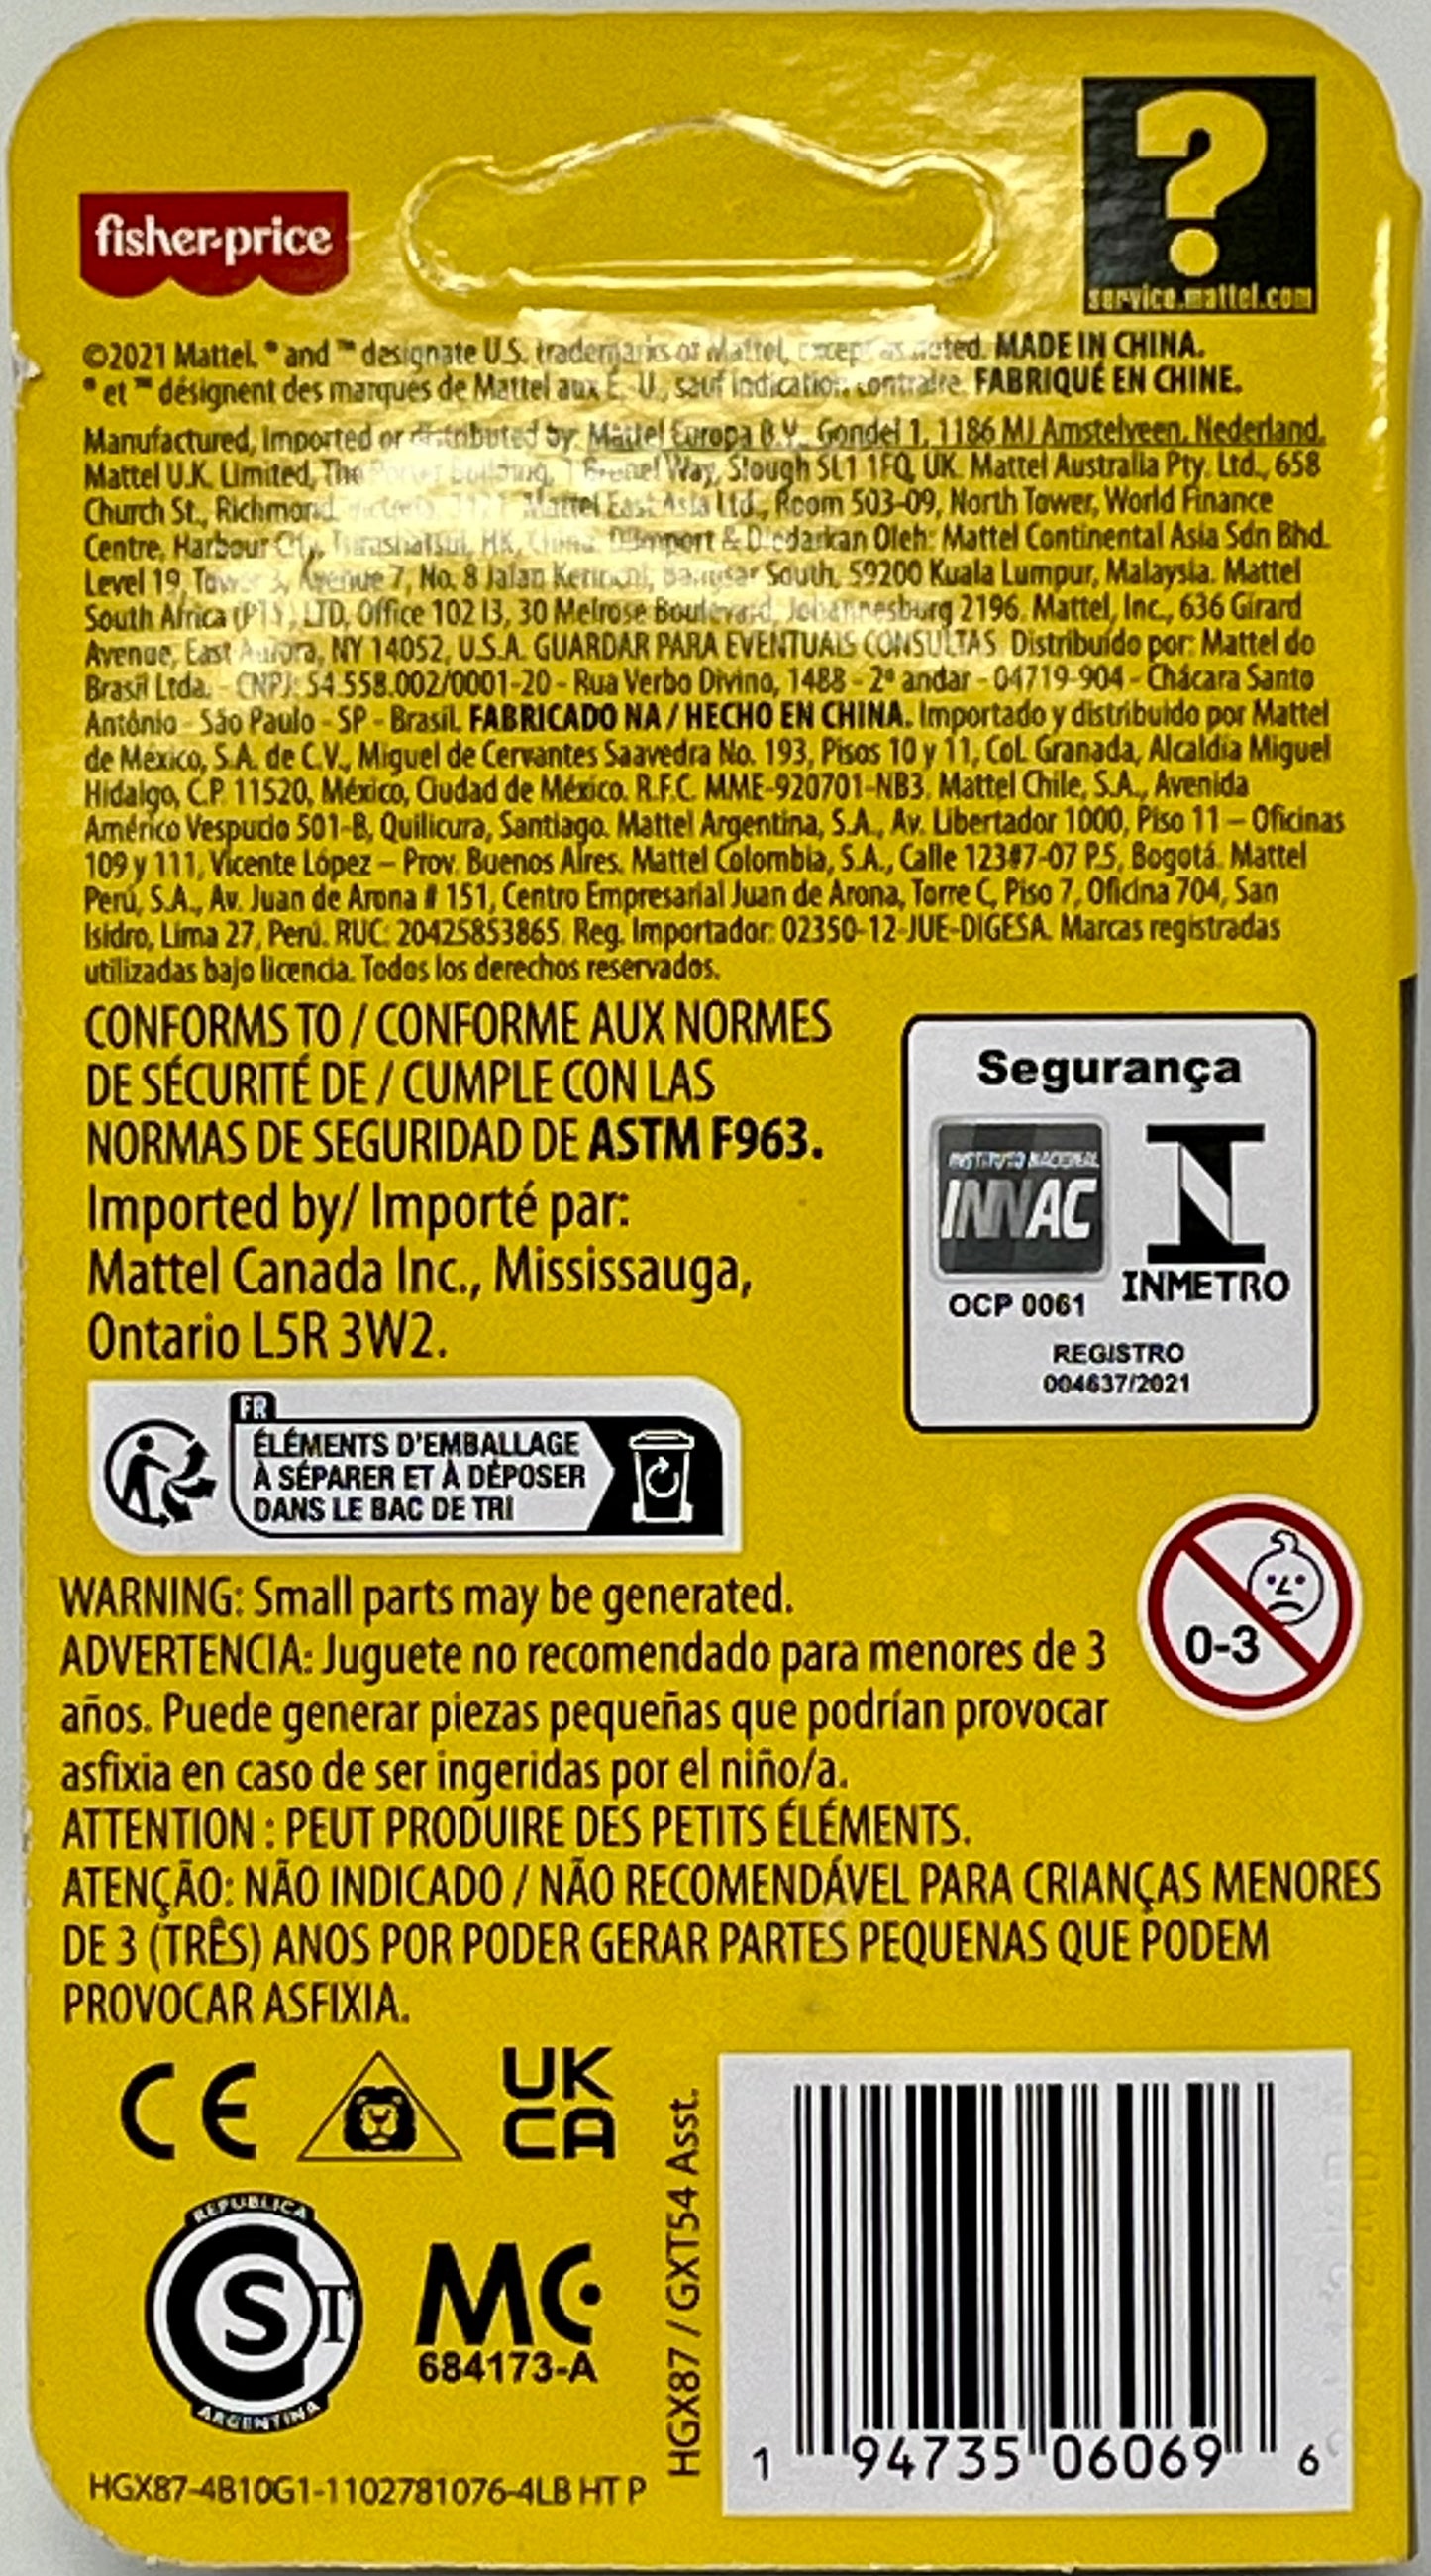 fisher-price
?
service.mattel.com
©2021 Mattel. ® and ™ designate U.S. trademarks of Mattel, except as noted. MADE IN CHINA.
® et ™ désignent des marques de Mattel aux É.-U., sauf indication contraire. FABRIQUÉ EN CHINE.
Manufactured, Imported or distributed by: Mattel Europa B.V., Gondel 1, 1186 MJ Amstelveen, Nederland.
Mattel U.K. Limited, The Building, 1 Way, Slough SL1 1FQ, UK. Mattel Australia Pty. Ltd., 658
Church St., Richmond, Mattel East Asia Ltd., Room 503-09, North Tower, World Finance
Centre, Harbour City, HK, China. Diimport & Diedarkan Oleh: Mattel Continental Asia Sdn Bhd.
Level 19, Tower 3, Avenue 7, No. 8 Jalan Kerinchi, Bangsar South, 59200 Kuala Lumpur, Malaysia. Mattel
South Africa (PTY) LTD, Office 102 I3, 30 Melrose Boulevard, Johannesburg 2196. Mattel, Inc., 636 Girard
Avenue, East Aurora, NY 14052, U.S.A. GUARDAR PARA EVENTUAIS CONSULTAS. Distribuído por: Mattel do
Brasil Ltda. - CNPJ: 54.558.002/0001-20 - Rua Verbo Divino, 1488 - 2º andar - 04719-904 - Chácara Santo
Antônio - São Paulo - SP - Brasil. FABRICADO NA / HECHO EN CHINA. Importado y distribuido por Mattel
de México, S.A. de C.V., Miguel de Cervantes Saavedra No. 193, Pisos 10 y 11, Col. Granada, Alcaldía Miguel
Hidalgo, C.P. 11520, México, Ciudad de México. R.F.C. MME-920701-NB3. Mattel Chile, S.A., Avenida
Américo Vespucio 501-B, Quilicura, Santiago. Mattel Argentina, S.A., Av. Libertador 1000, Piso 11 – Oficinas
109 y 111, Vicente López – Prov. Buenos Aires. Mattel Colombia, S.A., Calle 123#7-07 P.5, Bogotá. Mattel
Perú, S.A., Av. Juan de Arona # 151, Centro Empresarial Juan de Arona, Torre C, Piso 7, Oficina 704, San
Isidro, Lima 27, Perú. RUC: 20425853865. Reg. Importador: 02350-12-JUE-DIGESA. Marcas registradas
utilizadas bajo licencia. Todos los derechos reservados.
CONFORMS TO / CONFORME AUX NORMES
DE SÉCURITÉ DE / CUMPLE CON LAS
NORMAS DE SEGURIDAD DE ASTM F963.
Imported by/ Importé par:
Mattel Canada Inc., Mississauga,
Ontario L5R 3W2.
Segurança
INSTITUTO NACIONAL
INNAC
OCP 0061
INMETRO
REGISTRO
004637/2021
FR
ÉLÉMENTS D'EMBALLAGE
À SÉPARER ET À DÉPOSER
DANS LE BAC DE TRI
WARNING: Small parts may be generated.
ADVERTENCIA: Juguete no recomendado para menores de 3
años. Puede generar piezas pequeñas que podrían provocar
asfixia en caso de ser ingeridas por el niño/a.
ATTENTION : PEUT PRODUIRE DES PETITS ÉLÉMENTS.
ATENÇÃO: NÃO INDICADO / NÃO RECOMENDÁVEL PARA CRIANÇAS MENORES
DE 3 (TRÊS) ANOS POR PODER GERAR PARTES PEQUENAS QUE PODEM
PROVOCAR ASFIXIA.
0-3
CE
UK
CA
REPUBLICA
S
T
ARGENTINA
MC
684173-A
HGX87 / GXT54 Asst.
1 94735 06069 6
HGX87-4B10G1-1102781076-4LB HT P